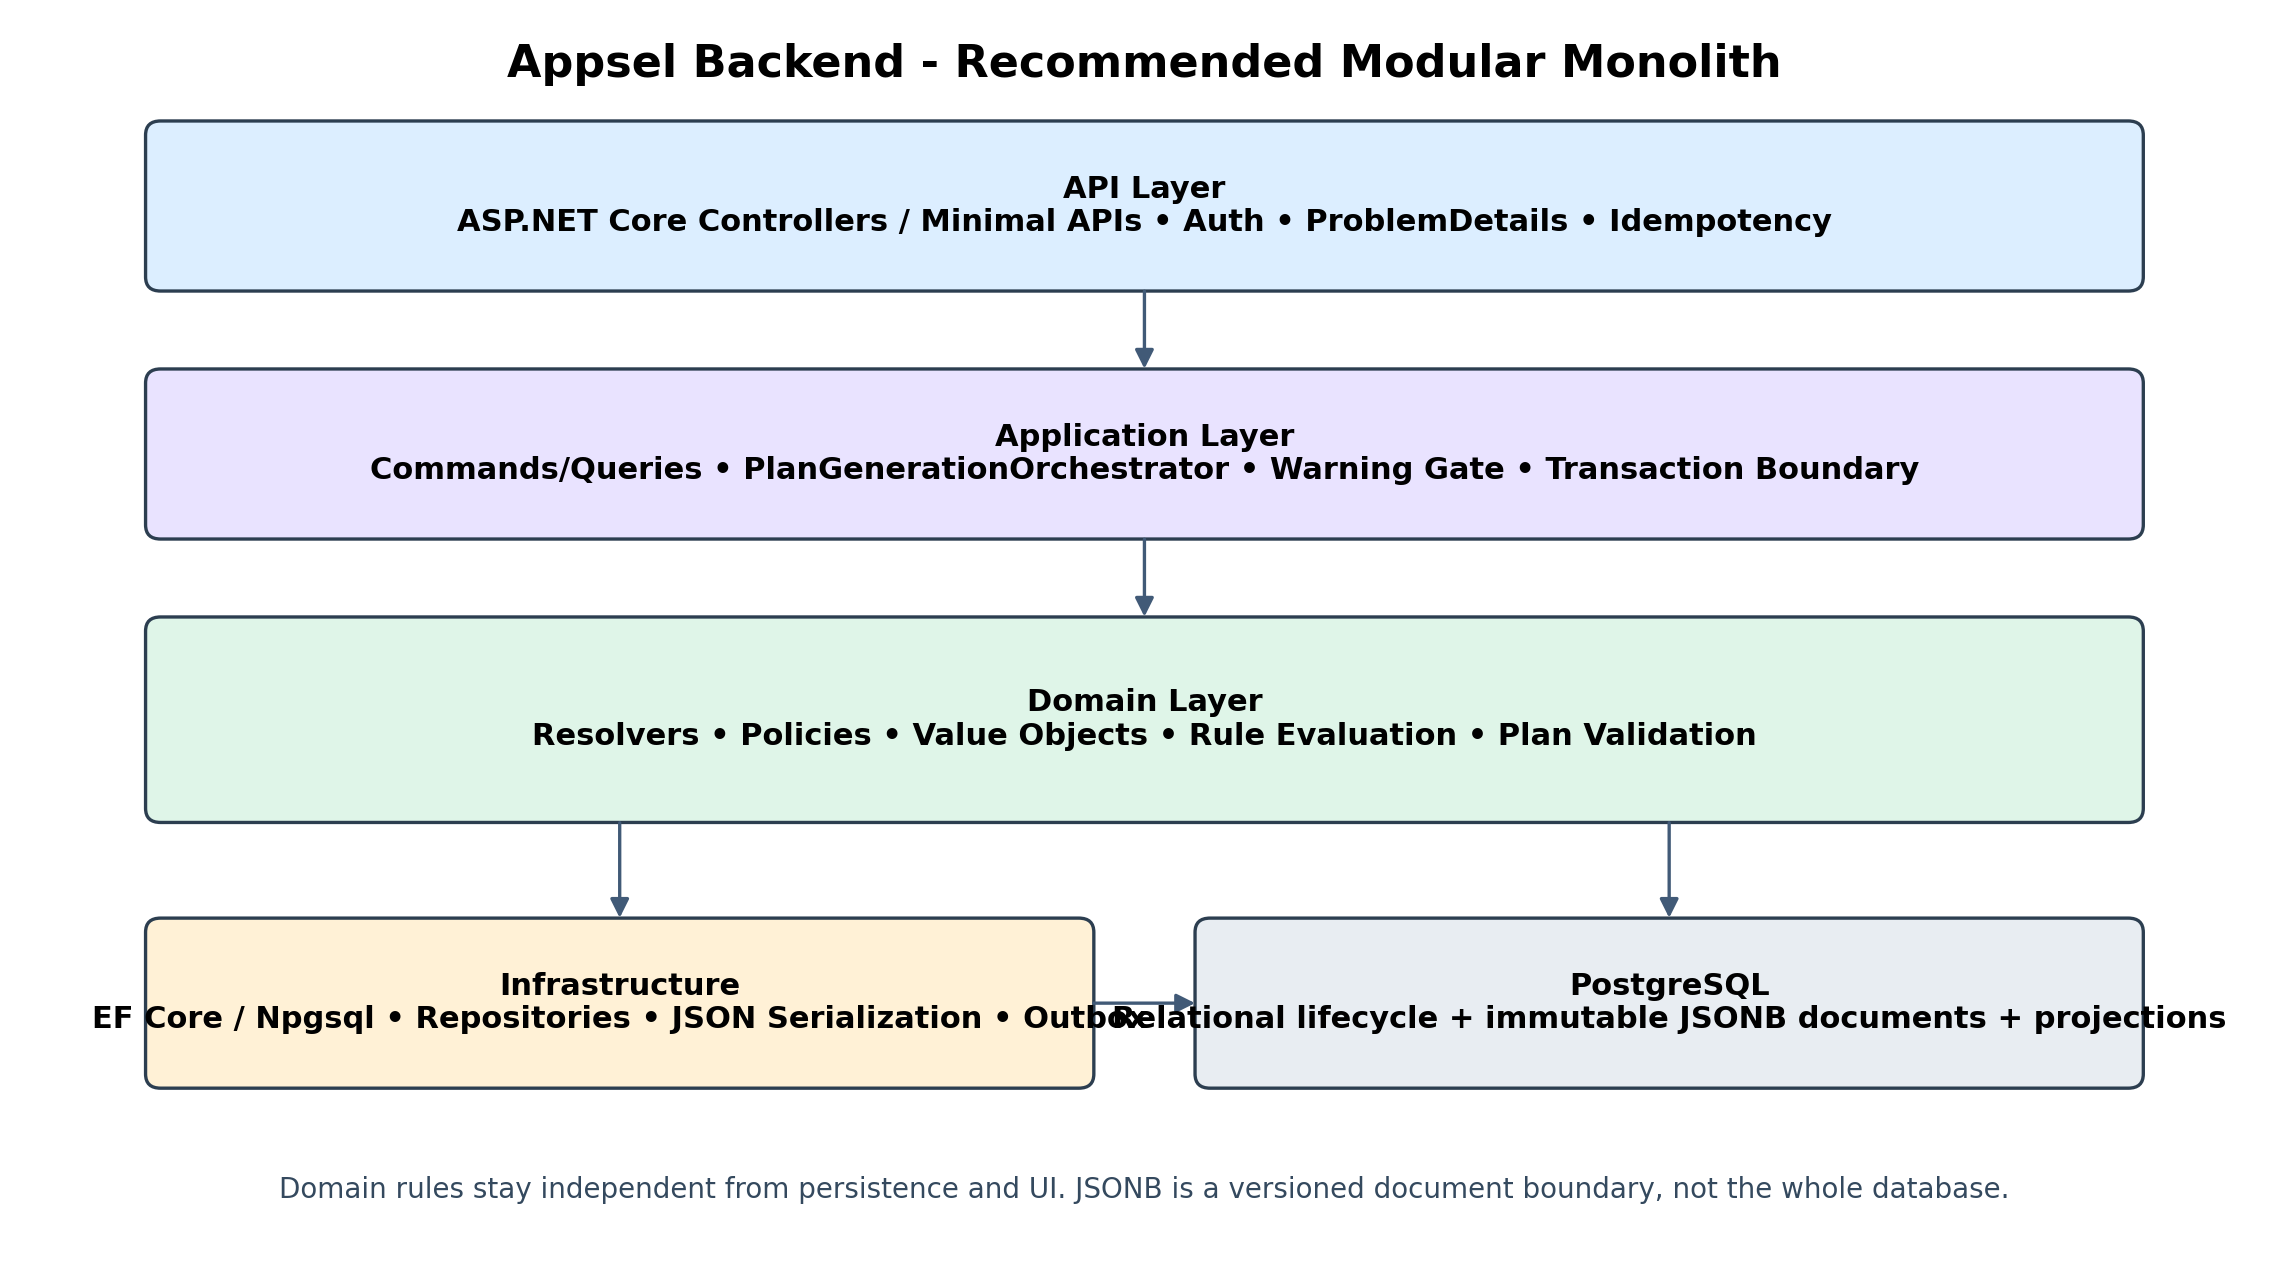 Appsel Backend - Recommended Modular Monolith
API Layer
ASP.NET Core Controllers / Minimal APIs • Auth • ProblemDetails • Idempotency
Application Layer
Commands/Queries • PlanGenerationOrchestrator • Warning Gate • Transaction Boundary
Domain Layer
Resolvers • Policies • Value Objects • Rule Evaluation • Plan Validation
Infrastructure
EF Core / Npgsql • Repositories • JSON Serialization • Outbox
PostgreSQL
Relational lifecycle + immutable JSONB documents + projections
Domain rules stay independent from persistence and UI. JSONB is a versioned document boundary, not the whole database.